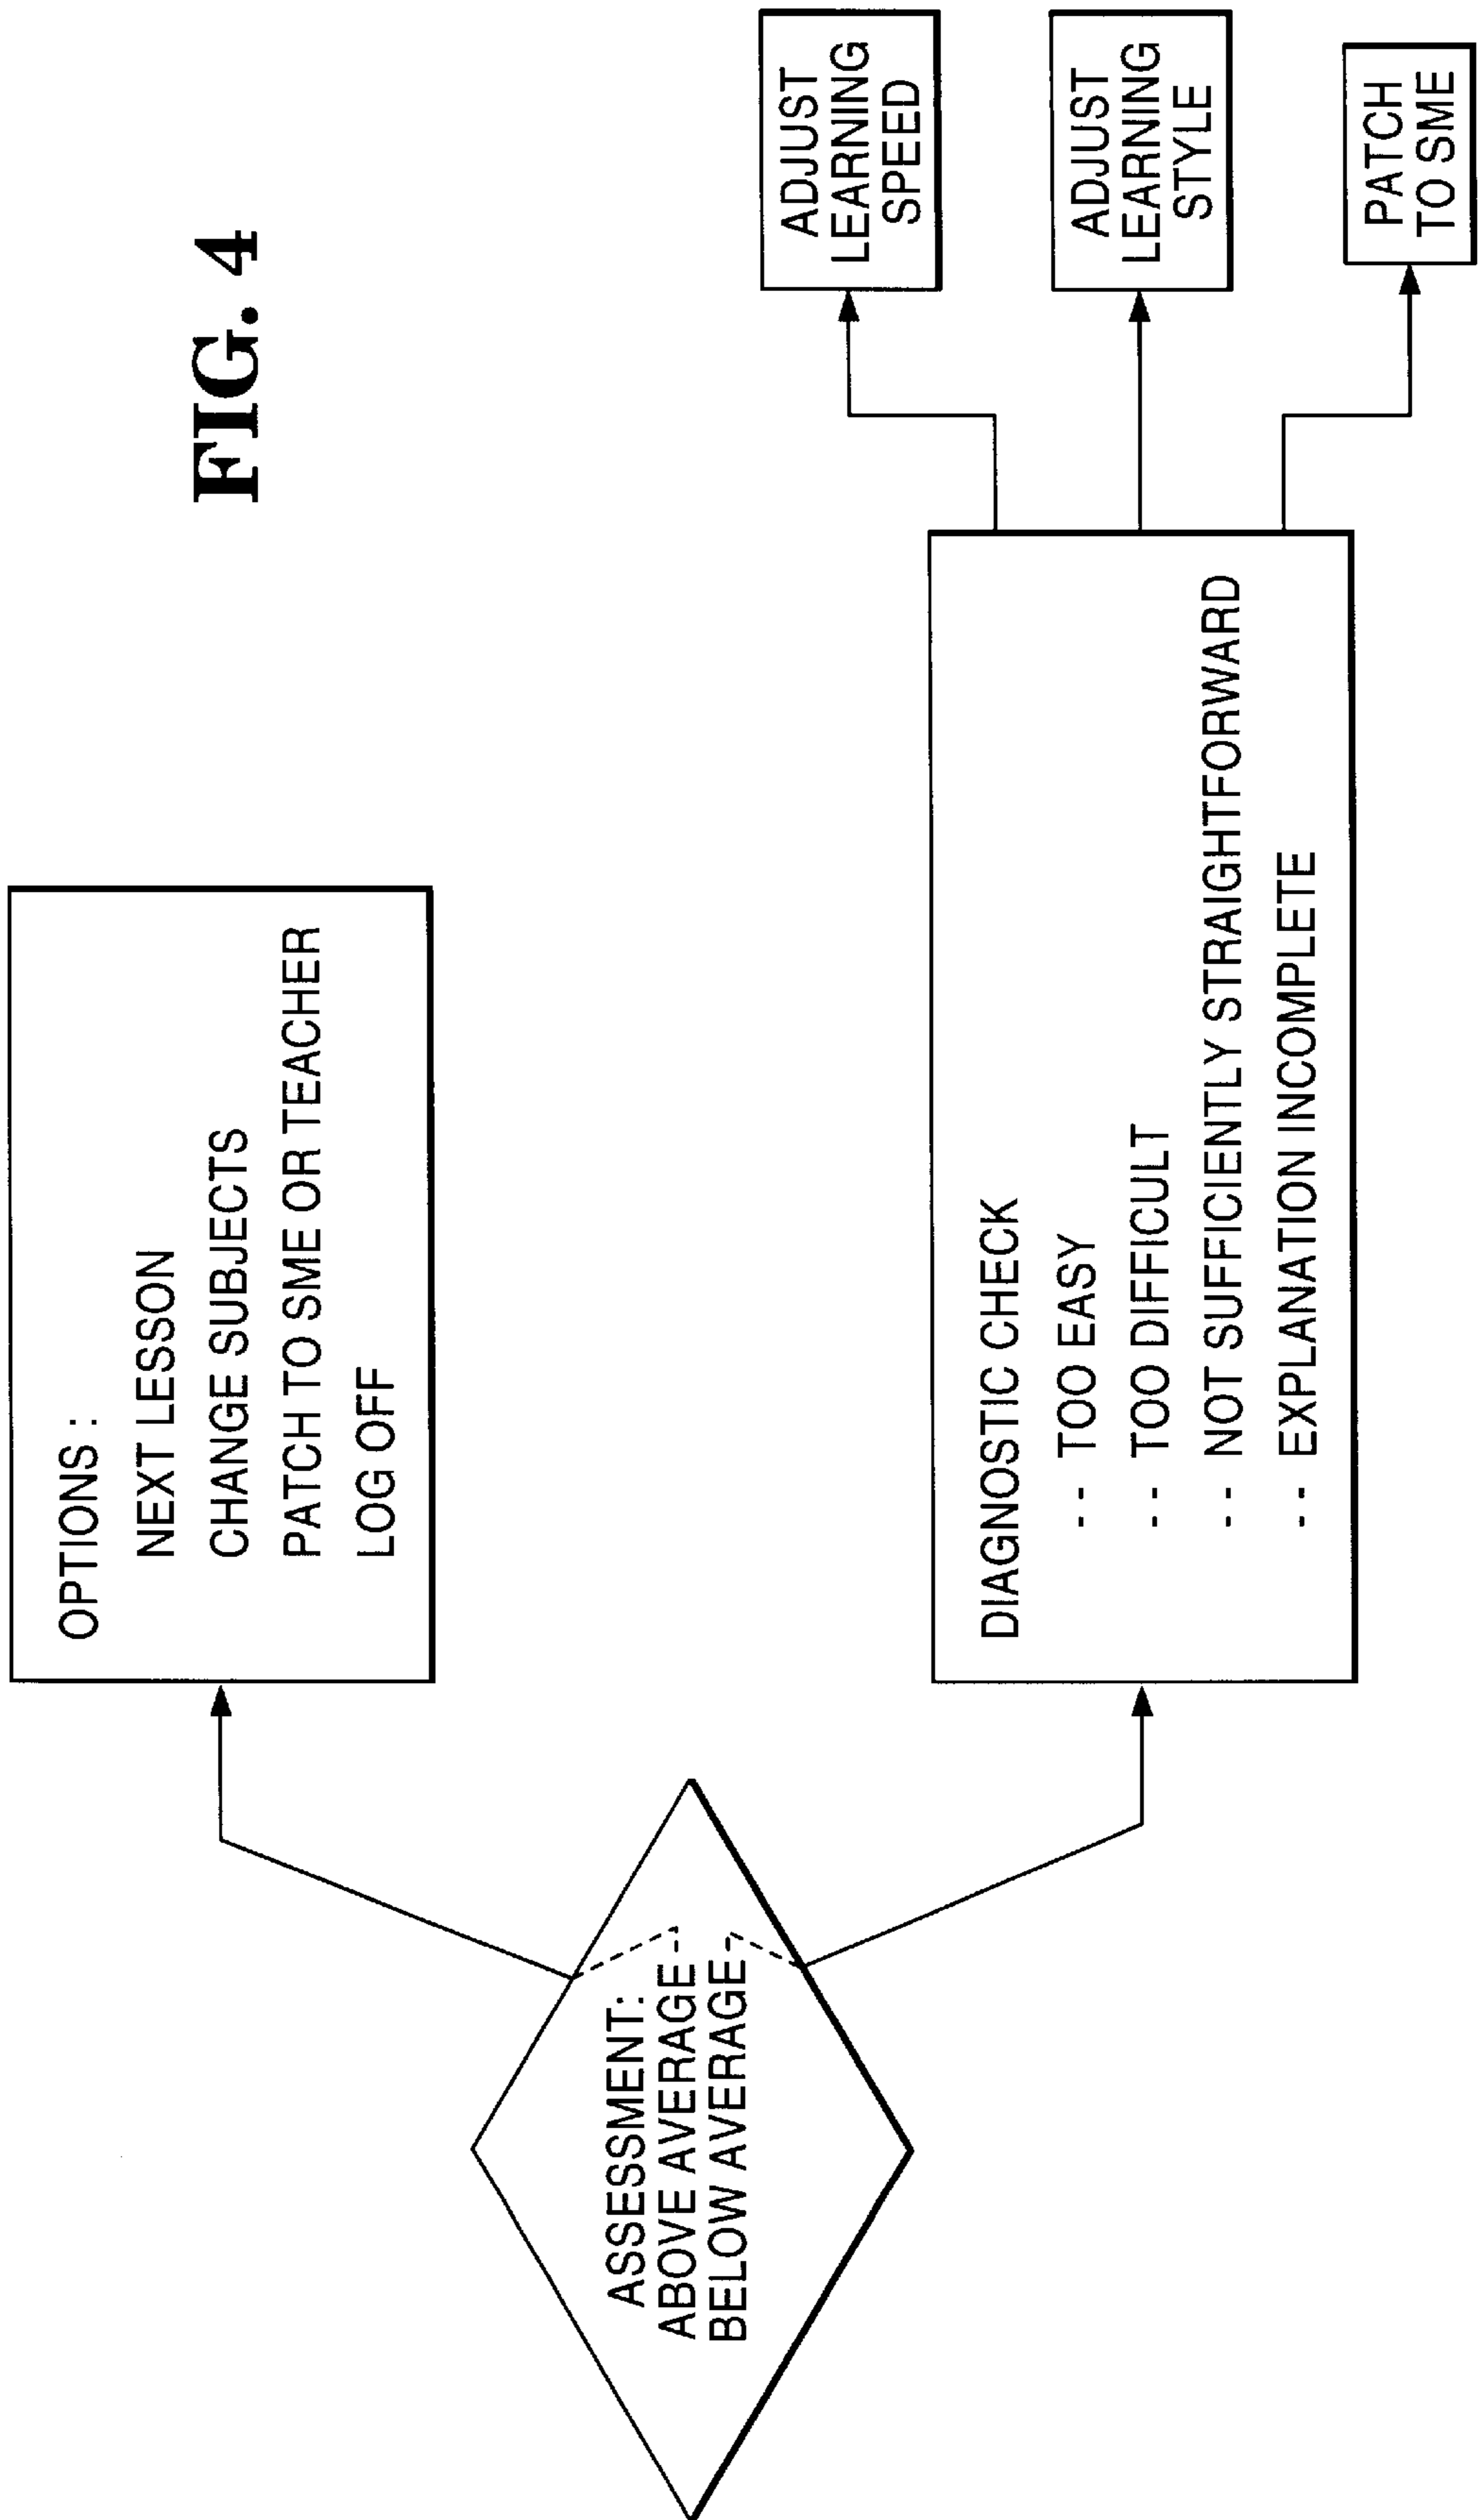 FIG. 4
OPTIONS :
NEXT LESSON
CHANGE SUBJECTS
PATCH TO SME OR TEACHER
LOG OFF
ASSESSMENT:
ABOVE AVERAGE
BELOW AVERAGE
DIAGNOSTIC CHECK
-- TOO EASY
-- TOO DIFFICULT
-- NOT SUFFICIENTLY STRAIGHTFORWARD
-- EXPLANATION INCOMPLETE
ADJUST
LEARNING
SPEED
ADJUST
LEARNING
STYLE
PATCH
TO SME